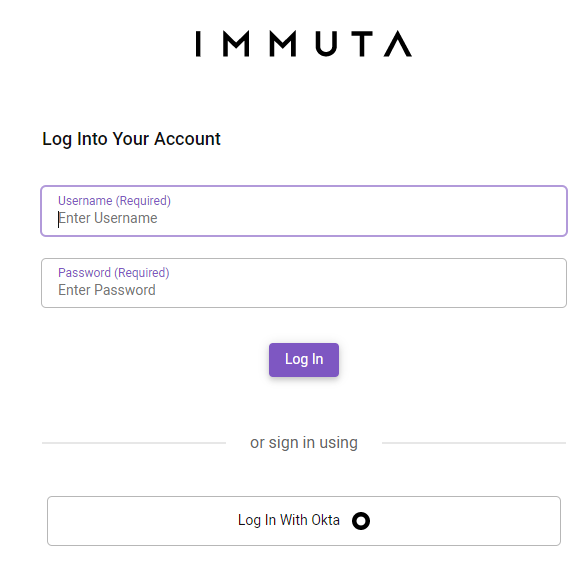 IMMUTA
Log Into Your Account
Username (Required)
Enter Username
Password (Required)
Enter Password
Log In
or sign in using
Log In With Okta